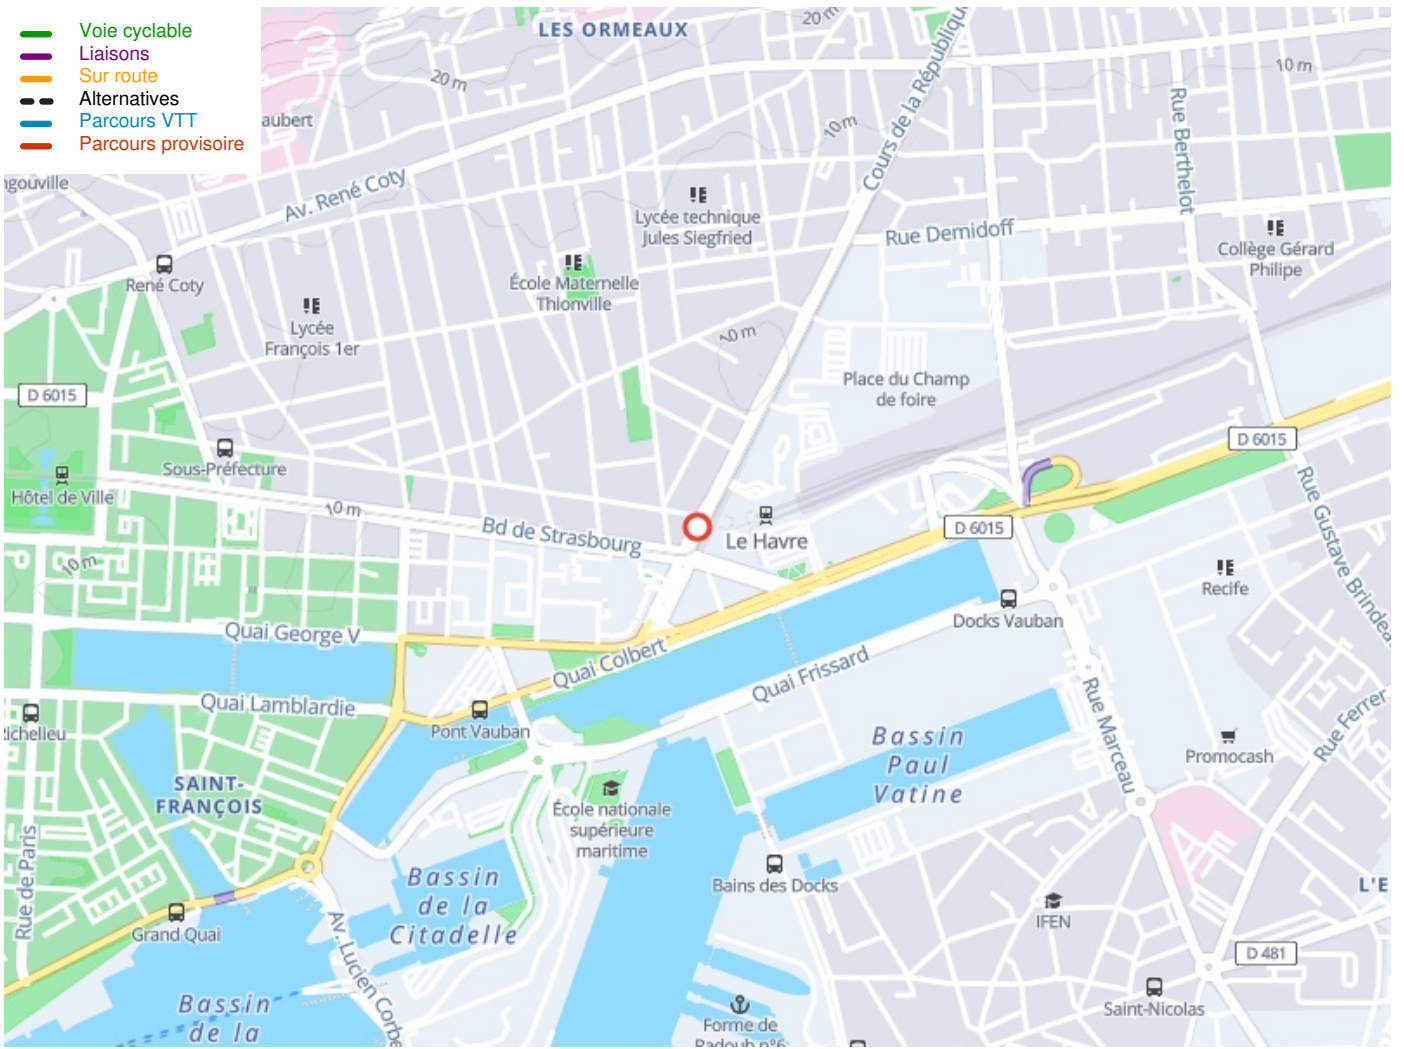 Voie cyclable
Liaisons
Sur route
Alternatives
Parcours VTT
Parcours provisoire
LES ORMEAUX
20 m
20 m
10 m
10 m
Cours de la République
Rue Berthelot
aubert
ngouville
Av. René Coty
Lycée technique
Jules Siegfried
Rue Demidoff
Collège Gérard
Philipe
René Coty
École Maternelle
Thionville
Lycée
François 1er
10 m
Place du Champ
de foire
D 6015
D 6015
Sous-Préfecture
Hôtel de Ville
10 m
Bd de Strasbourg
Le Havre
D 6015
Rue Gustave Brindea
10 m
Recife
Docks Vauban
Quai George V
Quai Colbert
Quai Frissard
Quai Lamblardie
Richelieu
Pont Vauban
Rue Marceau
Rue Ferrer
Bassin
Paul
Vatine
Promocash
SAINT-
FRANÇOIS
École nationale
supérieure
maritime
Rue de Paris
Bassin
de la
Citadelle
Bains des Docks
L'E
IFEN
Grand Quai
Av. Lucien Corbe
D 481
Bassin
de la
Saint-Nicolas
Forme de
Radoub n°6